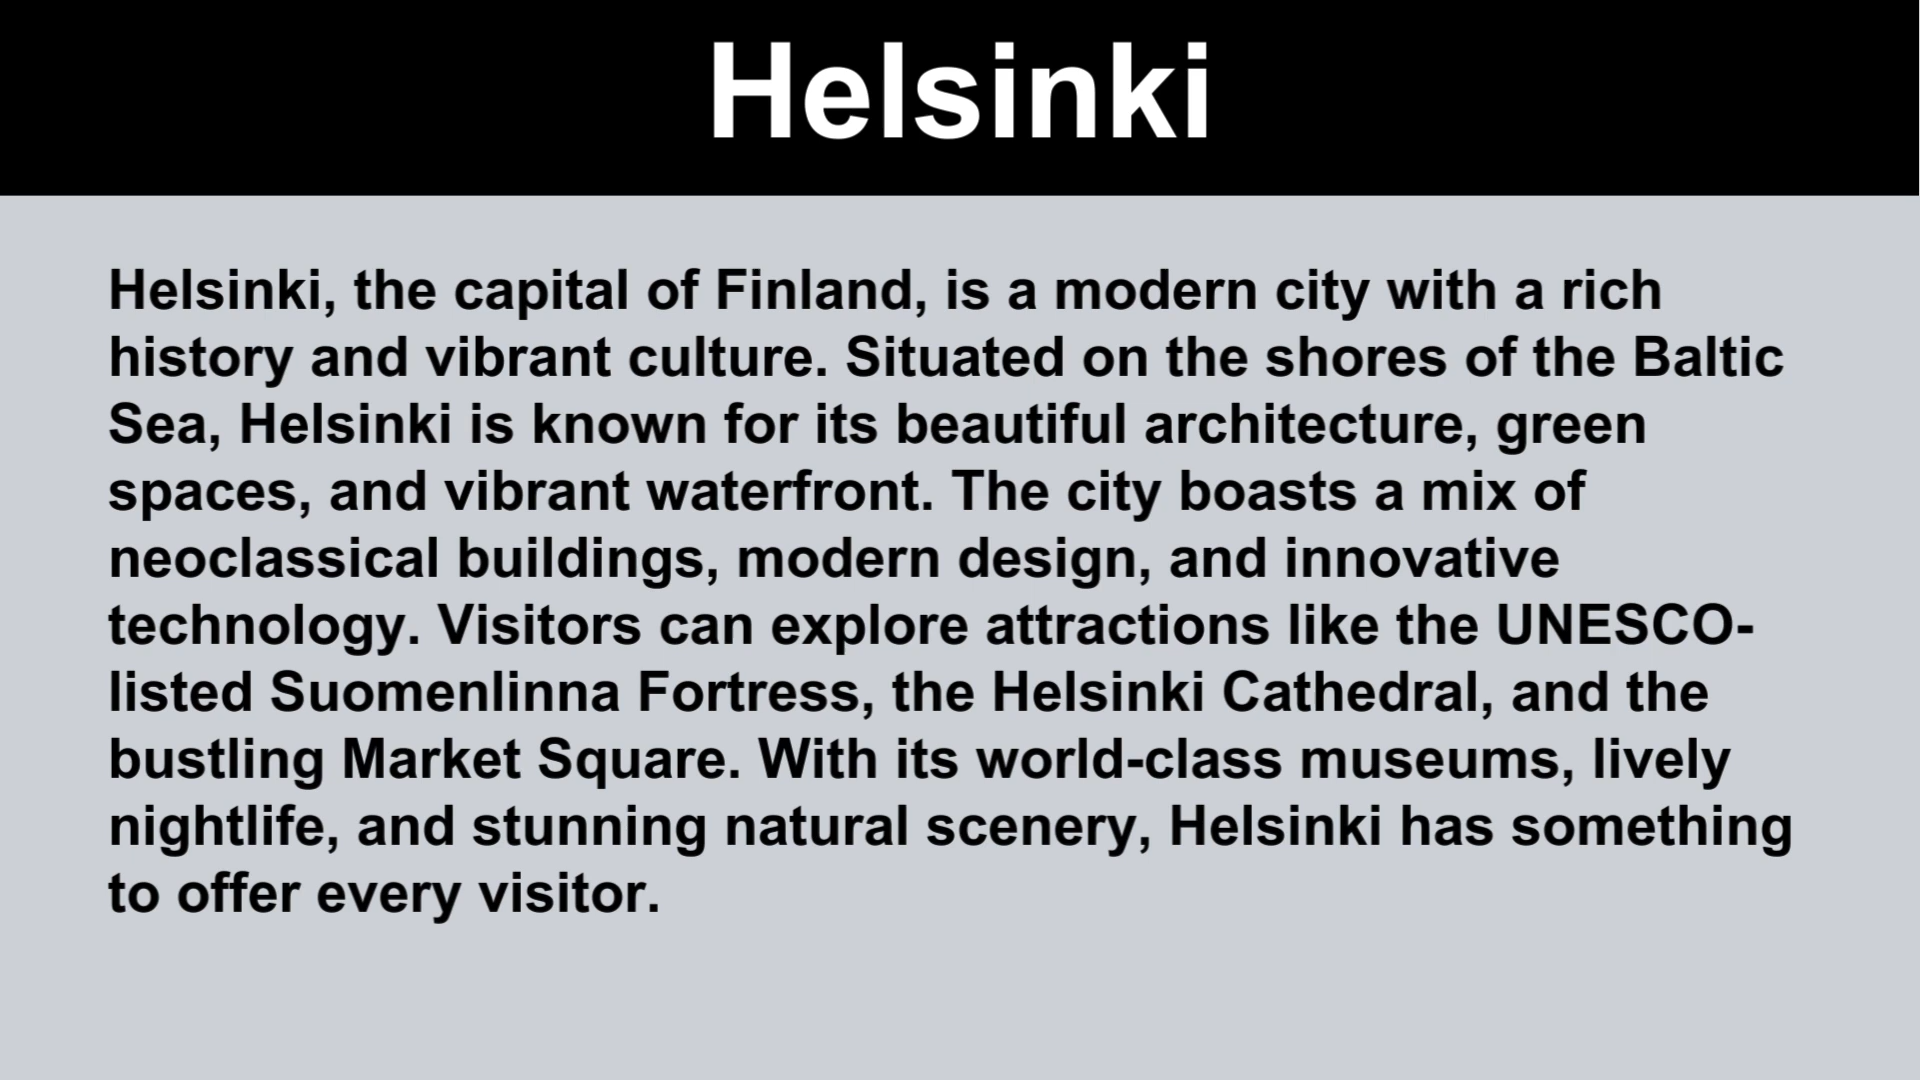 Helsinki
Helsinki, the capital of Finland, is a modern city with a rich
history and vibrant culture. Situated on the shores of the Baltic
Sea, Helsinki is known for its beautiful architecture, green
spaces, and vibrant waterfront. The city boasts a mix of
neoclassical buildings, modern design, and innovative
technology. Visitors can explore attractions like the UNESCO-
listed Suomenlinna Fortress, the Helsinki Cathedral, and the
bustling Market Square. With its world-class museums, lively
nightlife, and stunning natural scenery, Helsinki has something
to offer every visitor.